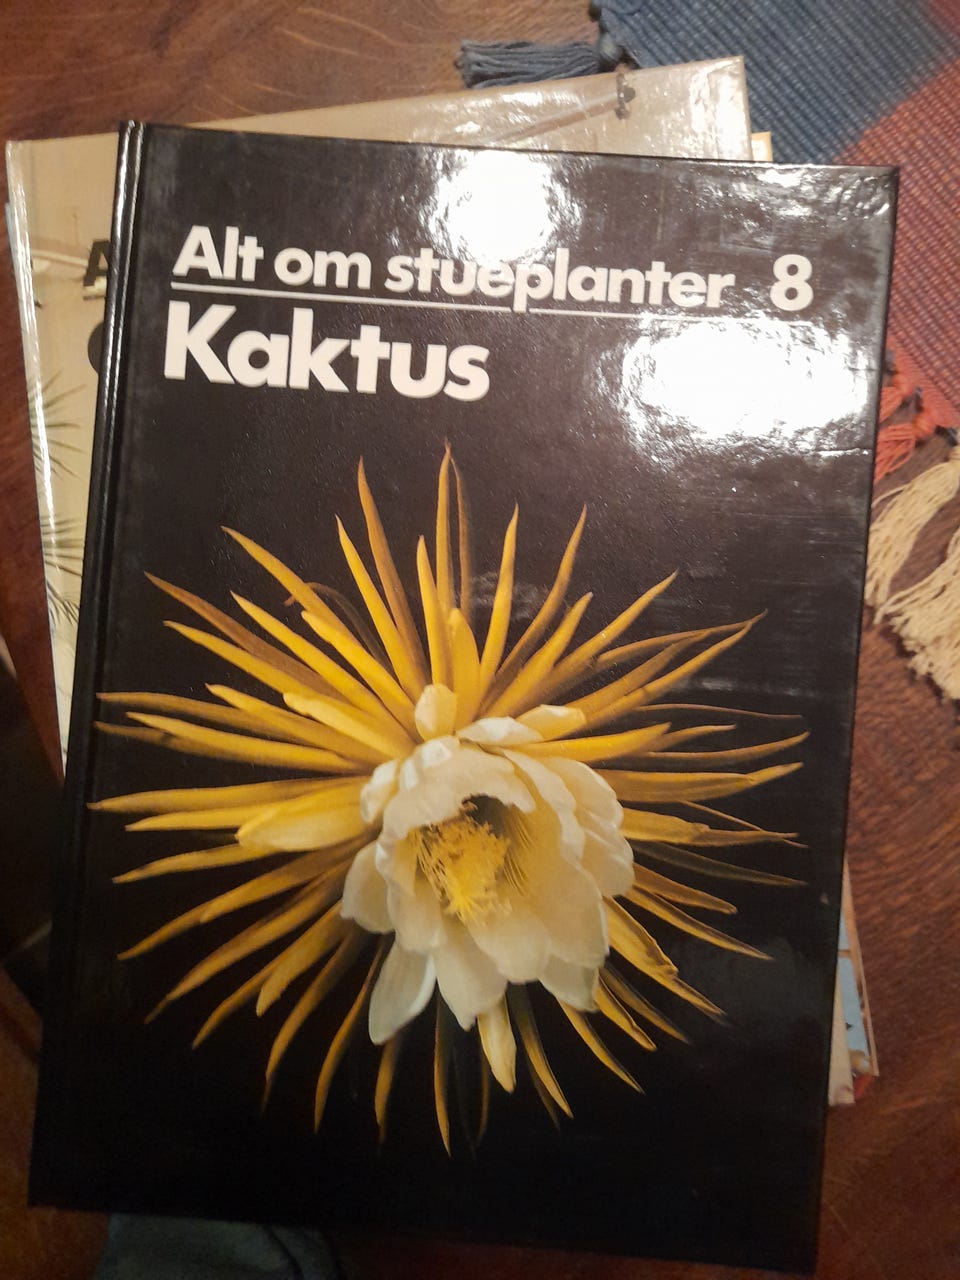 Alt om stueplanter 8
Kaktus